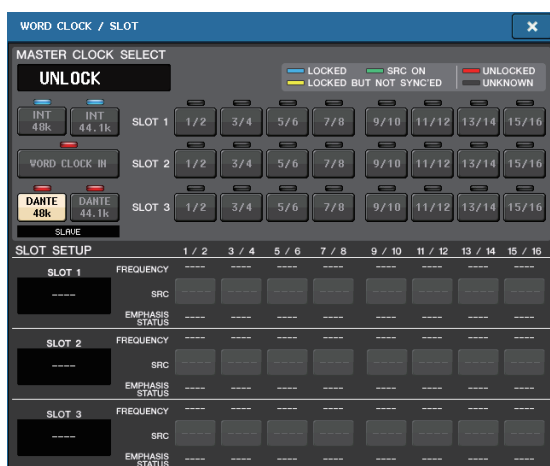 WORD CLOCK / SLOT ×
MASTER CLOCK SELECT
UNLOCK
LOCKED SRC ON UNLOCKED
LOCKED BUT NOT SYNC'ED UNKNOWN
INT 48k INT 44.1k SLOT 1 1/2 3/4 5/6 7/8 9/10 11/12 13/14 15/16
WORD CLOCK IN SLOT 2 1/2 3/4 5/6 7/8 9/10 11/12 13/14 15/16
DANTE 48k DANTE 44.1k SLOT 3 1/2 3/4 5/6 7/8 9/10 11/12 13/14 15/16
SLAVE
SLOT SETUP 1 / 2 3 / 4 5 / 6 7 / 8 9 / 10 11 / 12 13 / 14 15 / 16
SLOT 1 FREQUENCY ---- ---- ---- ---- ---- ---- ---- ----
---- SRC ---- ---- ---- ---- ---- ---- ---- ----
EMPHASIS STATUS ---- ---- ---- ---- ---- ---- ---- ----
SLOT 2 FREQUENCY ---- ---- ---- ---- ---- ---- ---- ----
---- SRC ---- ---- ---- ---- ---- ---- ---- ----
EMPHASIS STATUS ---- ---- ---- ---- ---- ---- ---- ----
SLOT 3 FREQUENCY ---- ---- ---- ---- ---- ---- ---- ----
---- SRC ---- ---- ---- ---- ---- ---- ---- ----
EMPHASIS STATUS ---- ---- ---- ---- ---- ---- ---- ----